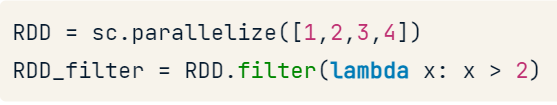 RDD = sc.parallelize([1,2,3,4])
RDD_filter = RDD.filter(lambda x: x > 2)